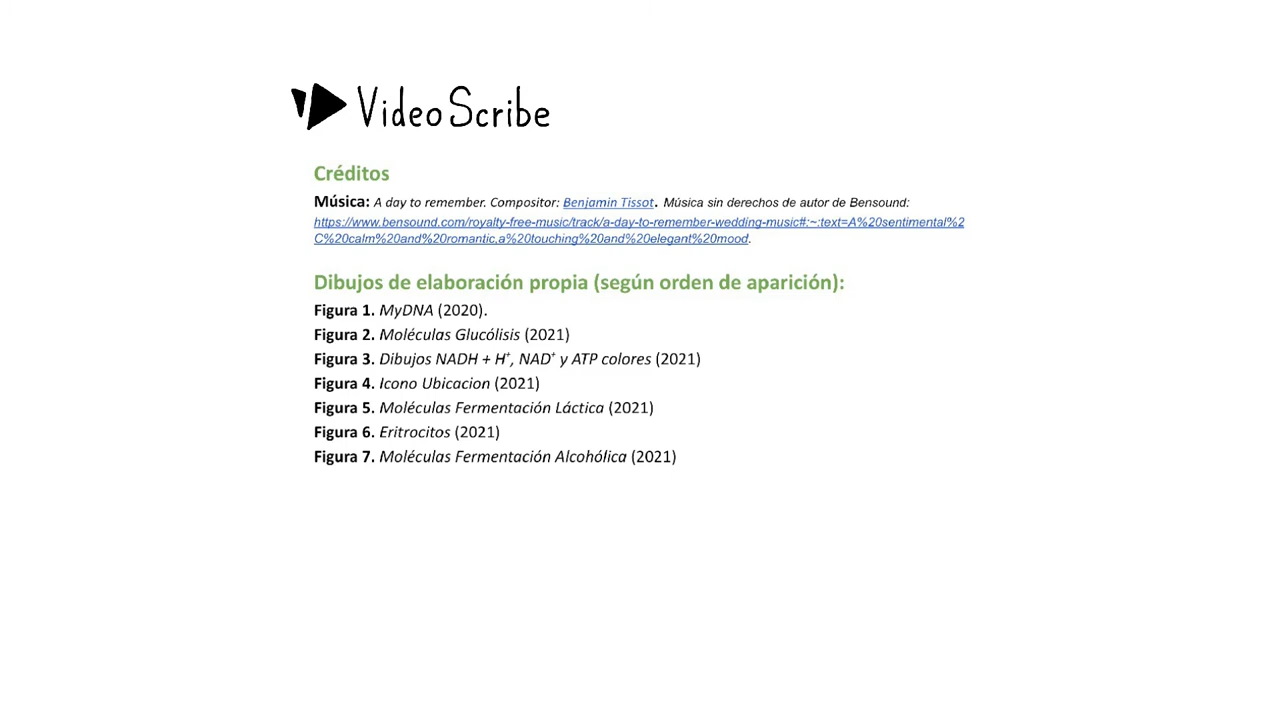 VideoScribe
Créditos
Música: A day to remember. Compositor: Benjamin Tissot. Música sin derechos de autor de Bensound:
https://www.bensound.com/royalty-free-music/track/a-day-to-remember-wedding-music#:~:text=A%20sentimental%2
C%20calm%20and%20romantic,a%20touching%20and%20elegant%20mood.
Dibujos de elaboración propia (según orden de aparición):
Figura 1. MyDNA (2020).
Figura 2. Moléculas Glucólisis (2021)
Figura 3. Dibujos NADH + H⁺, NAD⁺ y ATP colores (2021)
Figura 4. Icono Ubicacion (2021)
Figura 5. Moléculas Fermentación Láctica (2021)
Figura 6. Eritrocitos (2021)
Figura 7. Moléculas Fermentación Alcohólica (2021)